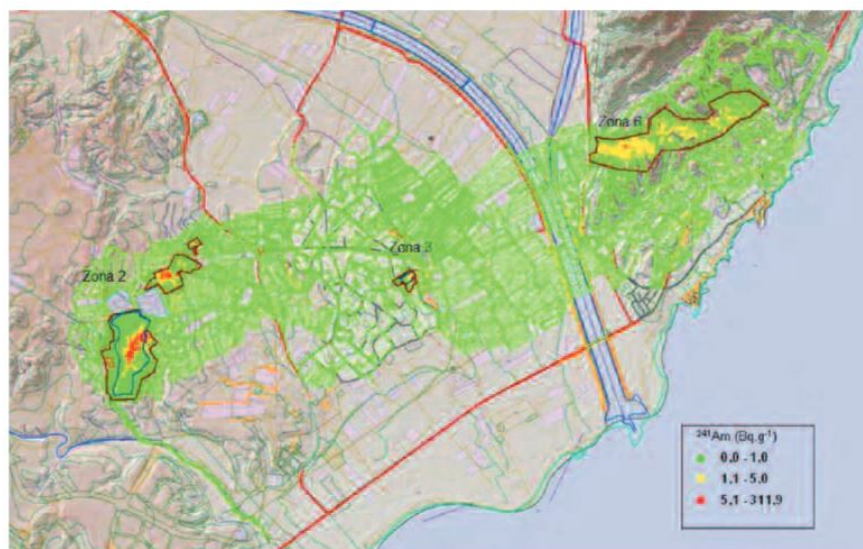 Zona 6
Zona 3
Zona 2
²⁴¹Am (Bq.g⁻¹)
0,0 - 1,0
1,1 - 5,0
5,1 - 311,9